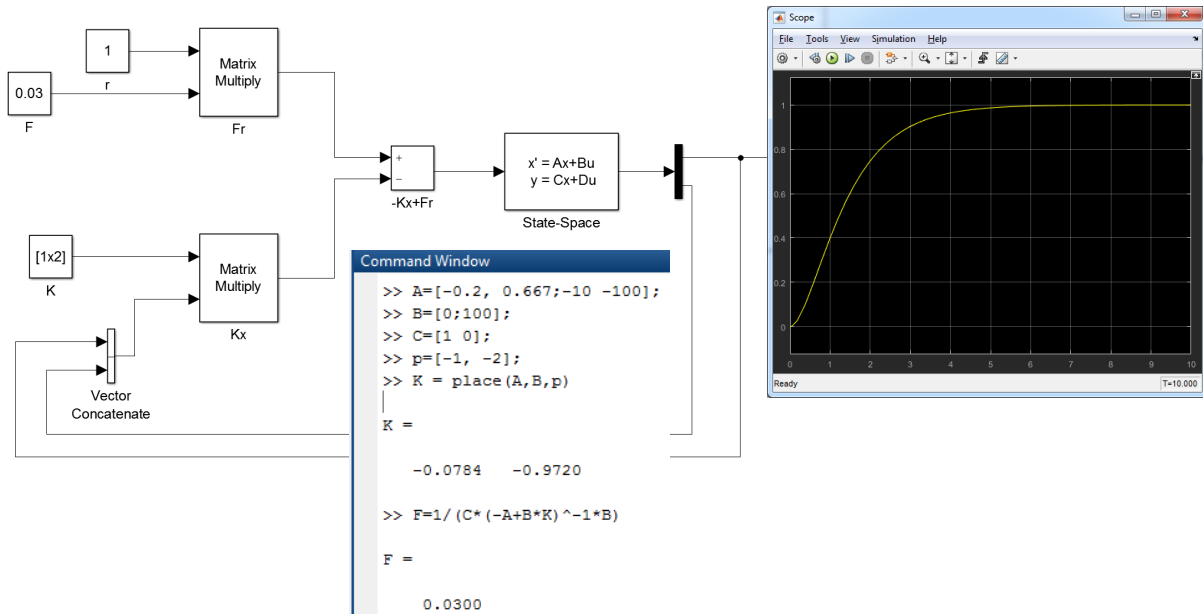 1
r
0.03
F
Matrix
Multiply
Fr
+
−
-Kx+Fr
x' = Ax+Bu
y = Cx+Du
State-Space
[1x2]
K
Matrix
Multiply
Kx
Vector
Concatenate
Command Window
>> A=[-0.2, 0.667;-10 -100];
>> B=[0;100];
>> C=[1 0];
>> p=[-1, -2];
>> K = place(A,B,p)
K =
-0.0784 -0.9720
>> F=1/(C*(-A+B*K)^-1*B)
F =
0.0300
Scope
File Tools View Simulation Help
1
0.8
0.6
0.4
0.2
0
0 1 2 3 4 5 6 7 8 9 10
Ready T=10.000